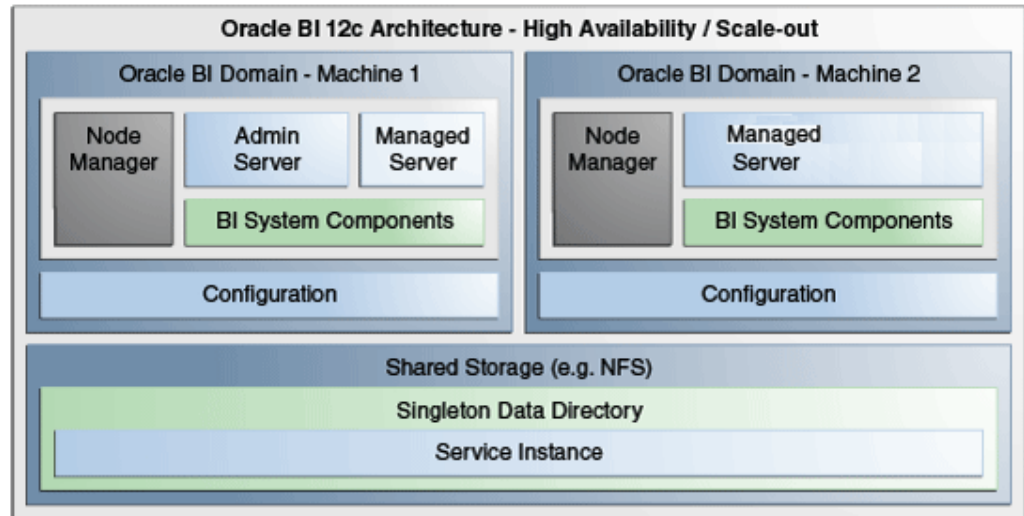 Oracle BI 12c Architecture - High Availability / Scale-out
Oracle BI Domain - Machine 1
Node
Manager
Admin
Server
Managed
Server
BI System Components
Configuration
Oracle BI Domain - Machine 2
Node
Manager
Managed
Server
BI System Components
Configuration
Shared Storage (e.g. NFS)
Singleton Data Directory
Service Instance